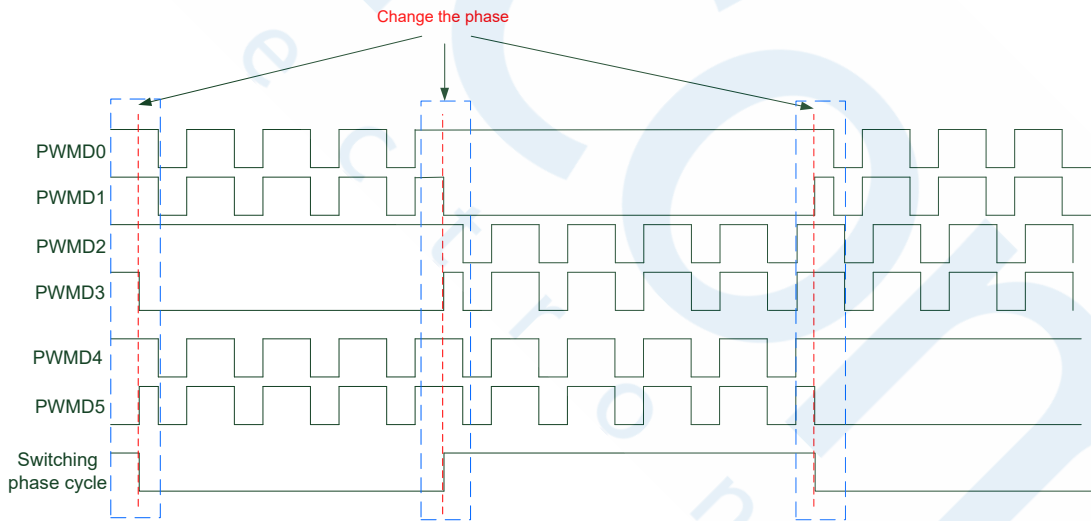 Change the phase
PWMD0
PWMD1
PWMD2
PWMD3
PWMD4
PWMD5
Switching
phase cycle